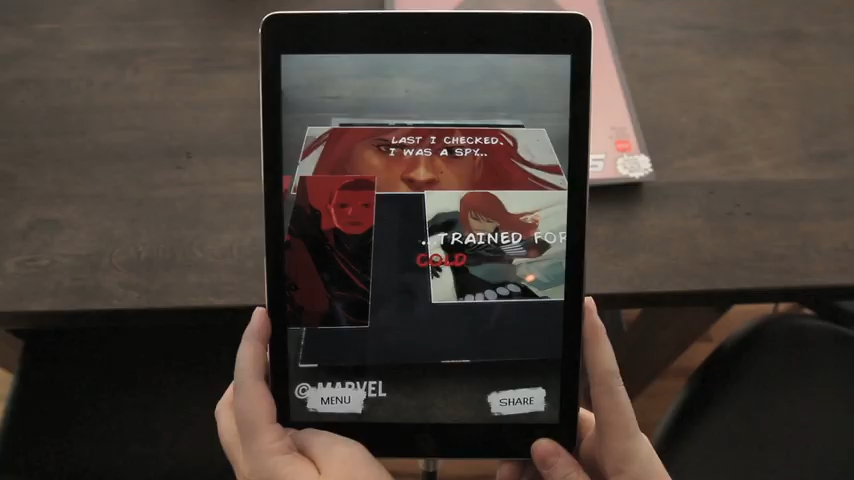 LAST I CHECKED,
I WAS A SPY...
...TRAINED FOR
COLD
© MARVEL
MENU
SHARE